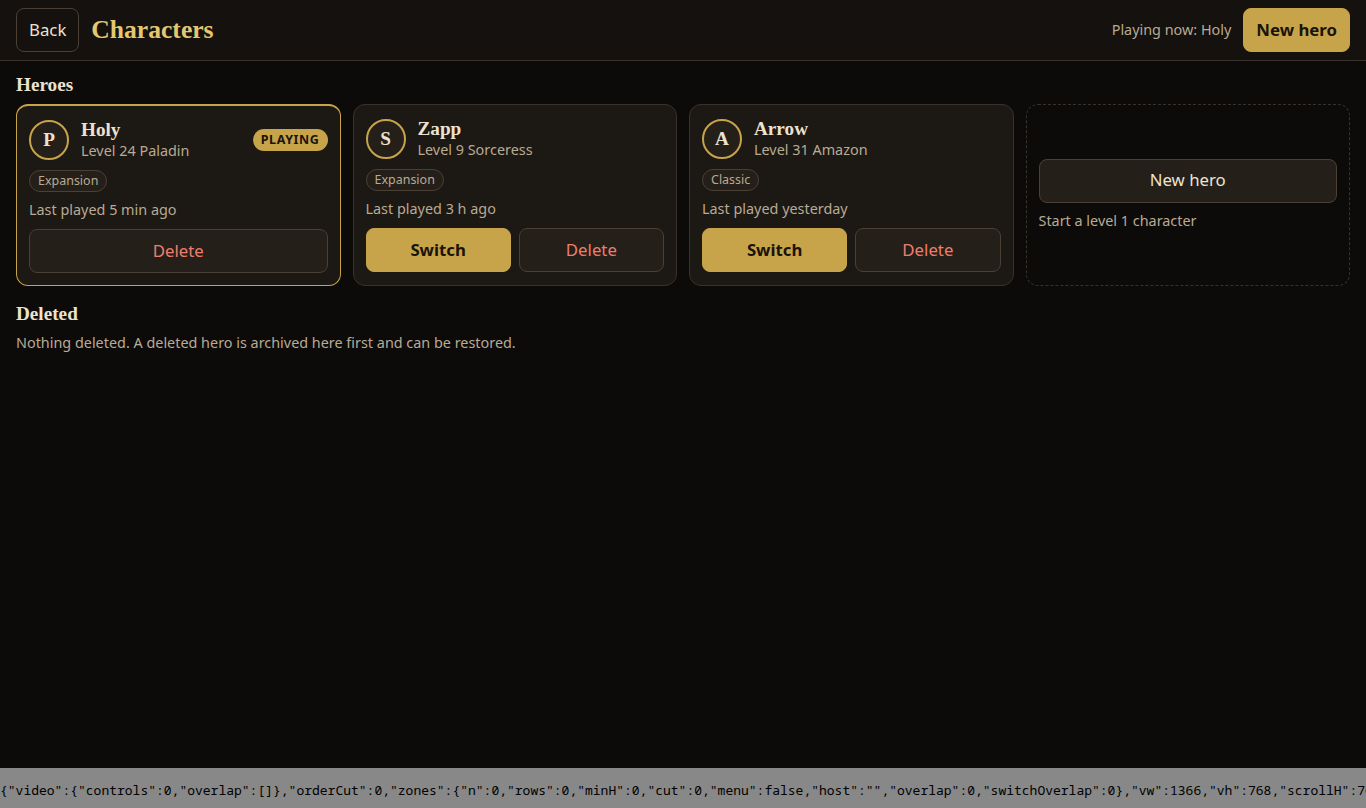 Back
Characters
Playing now: Holy
New hero
Heroes
P
Holy
Level 24 Paladin
PLAYING
Expansion
Last played 5 min ago
Delete
S
Zapp
Level 9 Sorceress
Expansion
Last played 3 h ago
Switch
Delete
A
Arrow
Level 31 Amazon
Classic
Last played yesterday
Switch
Delete
New hero
Start a level 1 character
Deleted
Nothing deleted. A deleted hero is archived here first and can be restored.
{"video":{"controls":0,"overlap":[]},"orderCut":0,"zones":{"n":0,"rows":0,"minH":0,"cut":0,"menu":false,"host":"","overlap":0,"switchOverlap":0},"vw":1366,"vh":768,"scrollH":7